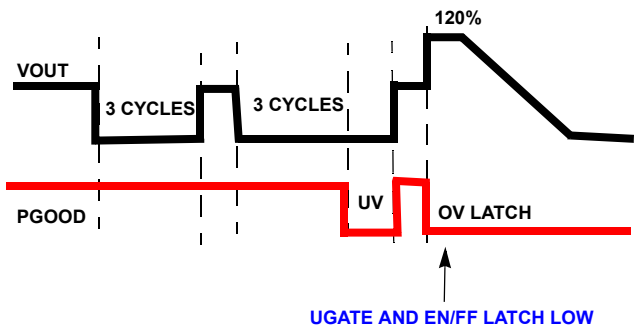 120%
VOUT
3 CYCLES
3 CYCLES
UV
PGOOD
OV LATCH
UGATE AND EN/FF LATCH LOW